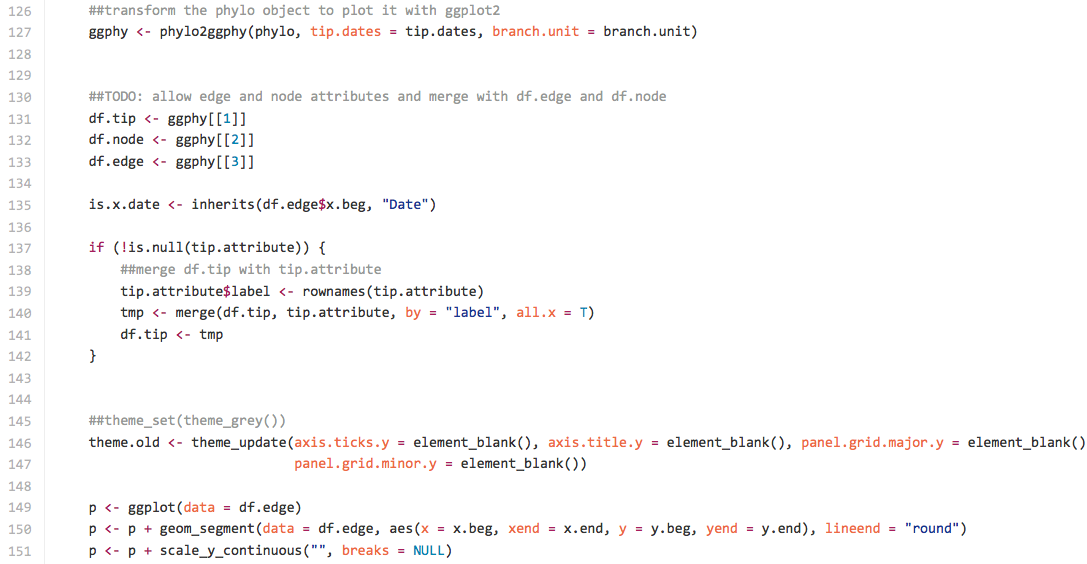 126 ##transform the phylo object to plot it with ggplot2
127 ggphy <- phylo2ggphy(phylo, tip.dates = tip.dates, branch.unit = branch.unit)
128
129
130 ##TODO: allow edge and node attributes and merge with df.edge and df.node
131 df.tip <- ggphy[[1]]
132 df.node <- ggphy[[2]]
133 df.edge <- ggphy[[3]]
134
135 is.x.date <- inherits(df.edge$x.beg, "Date")
136
137 if (!is.null(tip.attribute)) {
138 ##merge df.tip with tip.attribute
139 tip.attribute$label <- rownames(tip.attribute)
140 tmp <- merge(df.tip, tip.attribute, by = "label", all.x = T)
141 df.tip <- tmp
142 }
143
144
145 ##theme_set(theme_grey())
146 theme.old <- theme_update(axis.ticks.y = element_blank(), axis.title.y = element_blank(), panel.grid.major.y = element_blank()
147 panel.grid.minor.y = element_blank())
148
149 p <- ggplot(data = df.edge)
150 p <- p + geom_segment(data = df.edge, aes(x = x.beg, xend = x.end, y = y.beg, yend = y.end), lineend = "round")
151 p <- p + scale_y_continuous("", breaks = NULL)